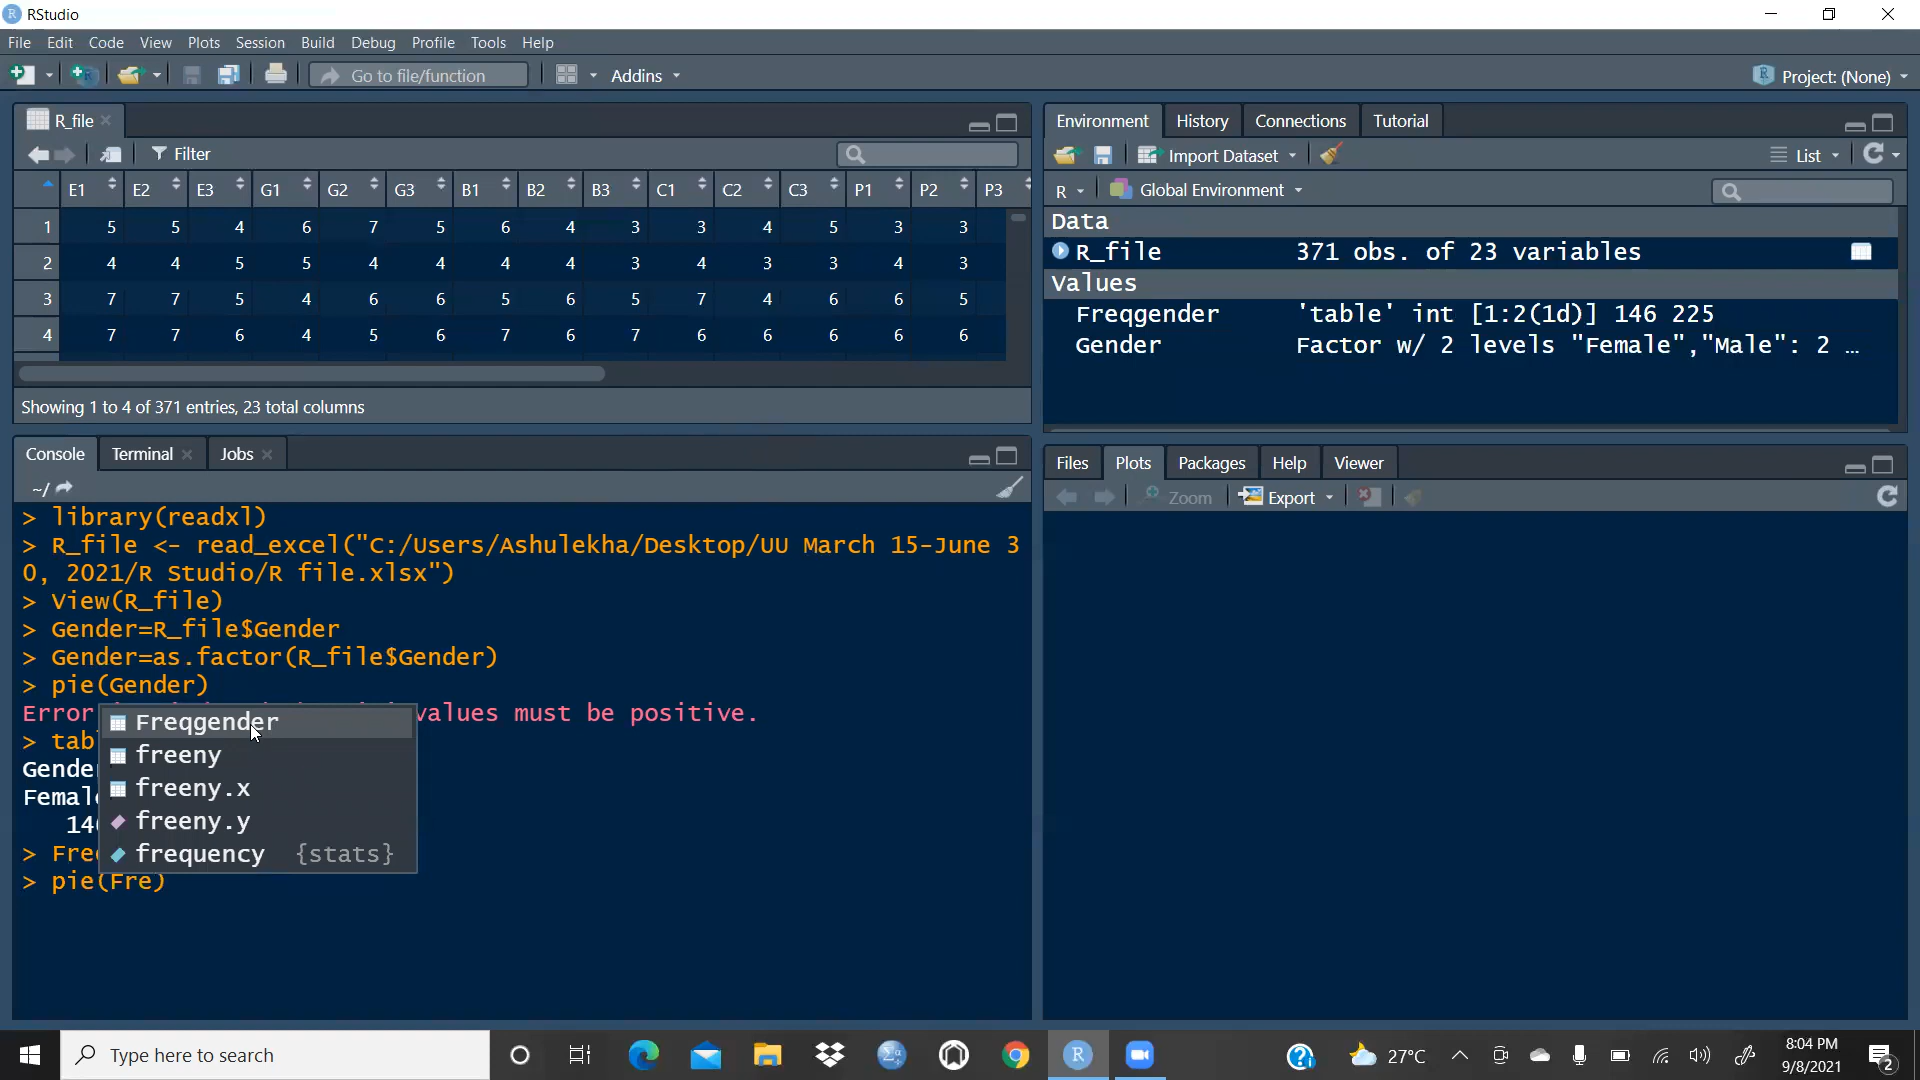 RStudio
File Edit Code View Plots Session Build Debug Profile Tools Help
Go to file/function Addins Project: (None)
R_file
Filter
E1 E2 E3 G1 G2 G3 B1 B2 B3 C1 C2 C3 P1 P2 P3
1 5 5 4 6 7 5 6 4 3 3 4 5 3 3
2 4 4 5 5 4 4 4 4 3 4 3 3 4 3
3 7 7 5 4 6 6 5 6 5 7 4 6 6 5
4 7 7 6 4 5 6 7 6 7 6 6 6 6 6
Showing 1 to 4 of 371 entries, 23 total columns
Environment History Connections Tutorial
Import Dataset List
R Global Environment
Data
R_file 371 obs. of 23 variables
Values
Freqgender 'table' int [1:2(1d)] 146 225
Gender Factor w/ 2 levels "Female","Male": 2 ...
Console Terminal Jobs
~/
> library(readxl)
> R_file <- read_excel("C:/Users/Ashulekha/Desktop/UU March 15-June 3
0, 2021/R Studio/R file.xlsx")
> View(R_file)
> Gender=R_file$Gender
> Gender=as.factor(R_file$Gender)
> pie(Gender)
Error values must be positive.
> tab
Gende
Femal
14
> Fre
> pie(Fre)
Freqgender
freeny
freeny.x
freeny.y
frequency {stats}
Files Plots Packages Help Viewer
Zoom Export
Type here to search
27°C
8:04 PM
9/8/2021
2